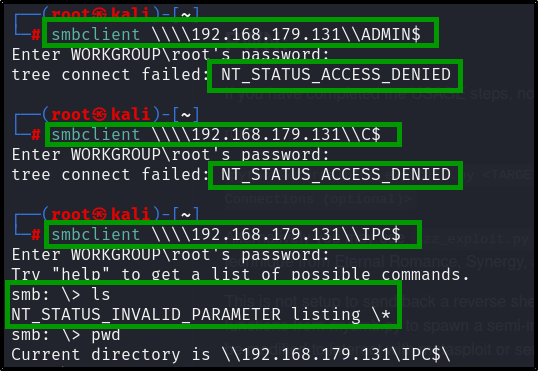 ┌──(root㉿kali)-[~]
└─# smbclient \\\\192.168.179.131\\ADMIN$
Enter WORKGROUP\root's password:
tree connect failed: NT_STATUS_ACCESS_DENIED
┌──(root㉿kali)-[~]
└─# smbclient \\\\192.168.179.131\\C$
Enter WORKGROUP\root's password:
tree connect failed: NT_STATUS_ACCESS_DENIED
┌──(root㉿kali)-[~]
└─# smbclient \\\\192.168.179.131\\IPC$
Enter WORKGROUP\root's password:
Try "help" to get a list of possible commands.
smb: \> ls
NT_STATUS_INVALID_PARAMETER listing \*
smb: \> pwd
Current directory is \\192.168.179.131\IPC$\